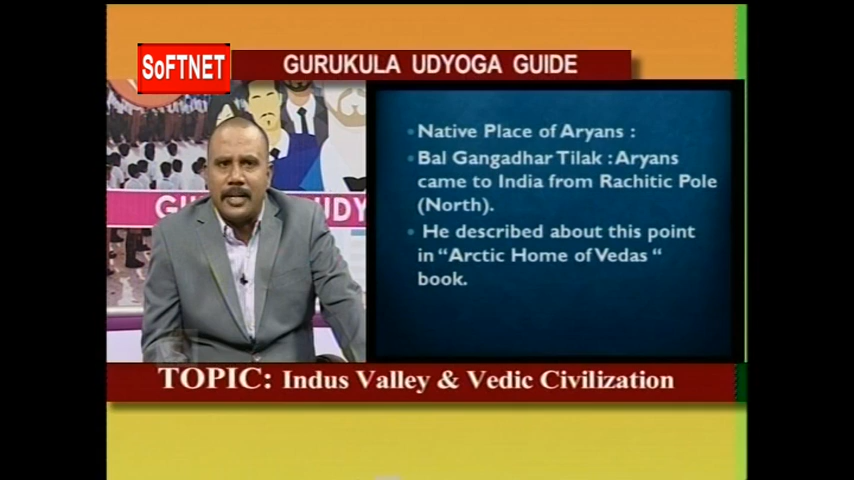 SoFTNET
GURUKULA UDYOGA GUIDE
Native Place of Aryans :
Bal Gangadhar Tilak : Aryans
came to India from Rachitic Pole
(North).
He described about this point
in “Arctic Home of Vedas “
book.
TOPIC: Indus Valley & Vedic Civilization